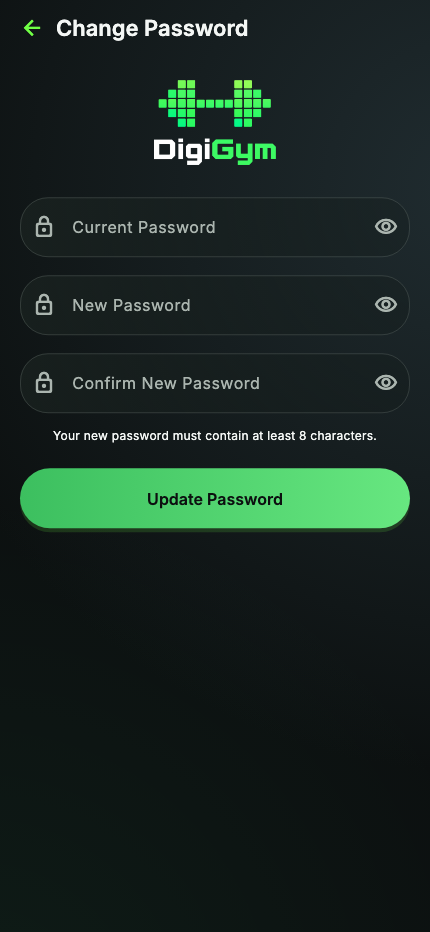 Change Password
DigiGym
Current Password
New Password
Confirm New Password
Your new password must contain at least 8 characters.
Update Password